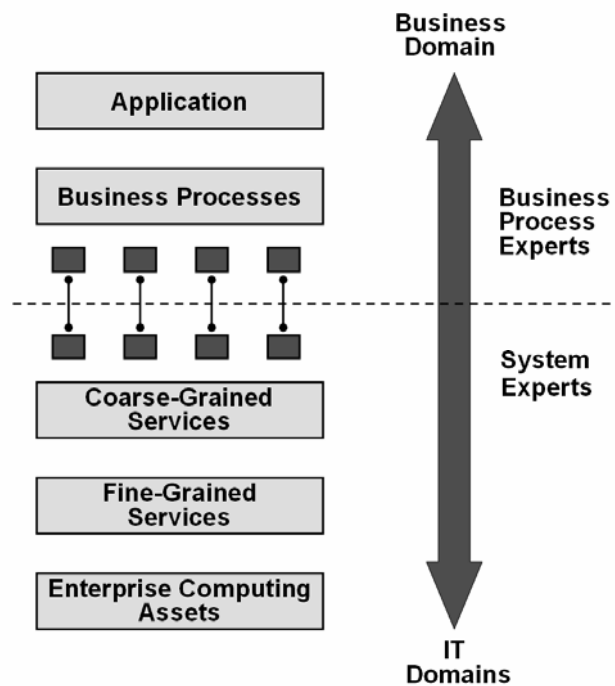 Business
Domain
Application
Business Processes
Business
Process
Experts
System
Experts
Coarse-Grained
Services
Fine-Grained
Services
Enterprise Computing
Assets
IT
Domains